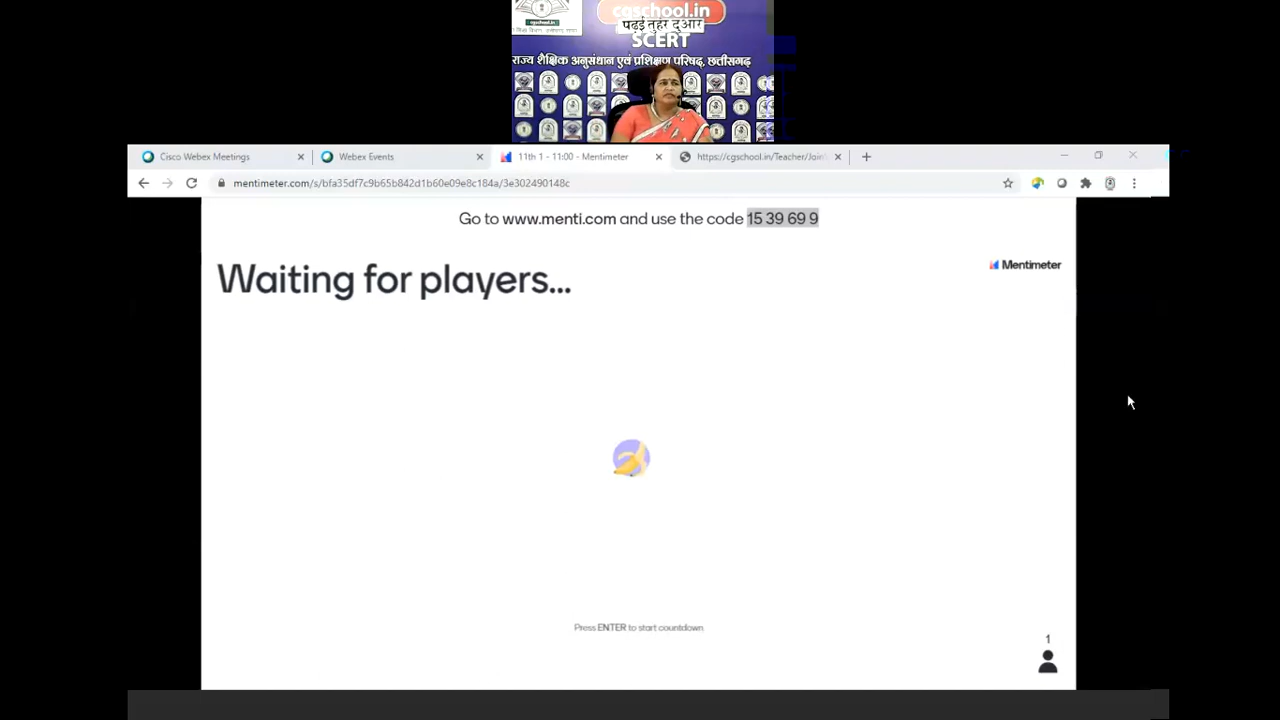 cgschool.in
पढ़ई तुंहर दुआर
SCERT
राज्य शैक्षिक अनुसंधान एवं प्रशिक्षण परिषद, छत्तीसगढ़
Cisco Webex Meetings
Webex Events
11th 1 - 11:00 - Mentimeter
https://cgschool.in/Teacher/Join
mentimeter.com/s/bfa35df7c9b65b842d1b60e09e8c184a/3e302490148c
Go to www.menti.com and use the code 15 39 69 9
Waiting for players...
Mentimeter
Press ENTER to start countdown
1